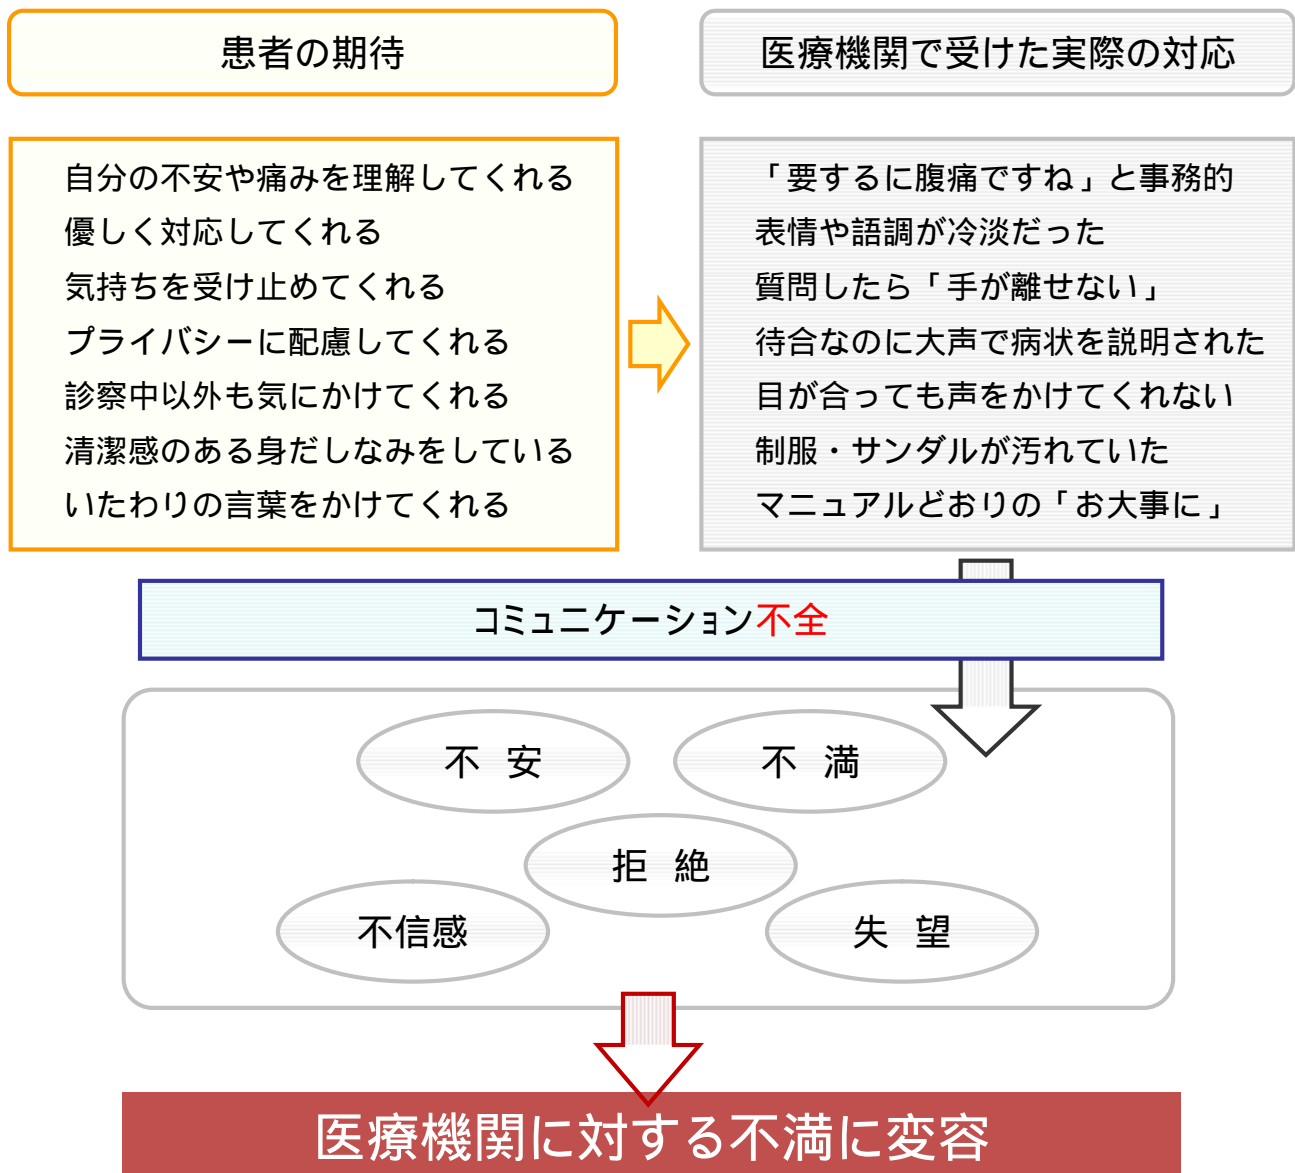 患者の期待
医療機関で受けた実際の対応
自分の不安や痛みを理解してくれる
優しく対応してくれる
気持ちを受け止めてくれる
プライバシーに配慮してくれる
診察中以外も気にかけてくれる
清潔感のある身だしなみをしている
いたわりの言葉をかけてくれる
「要するに腹痛ですね」と事務的
表情や語調が冷淡だった
質問したら「手が離せない」
待合なのに大声で病状を説明された
目が合っても声をかけてくれない
制服・サンダルが汚れていた
マニュアルどおりの「お大事に」
コミュニケーション不全
不 安
不 満
拒 絶
不信感
失 望
医療機関に対する不満に変容